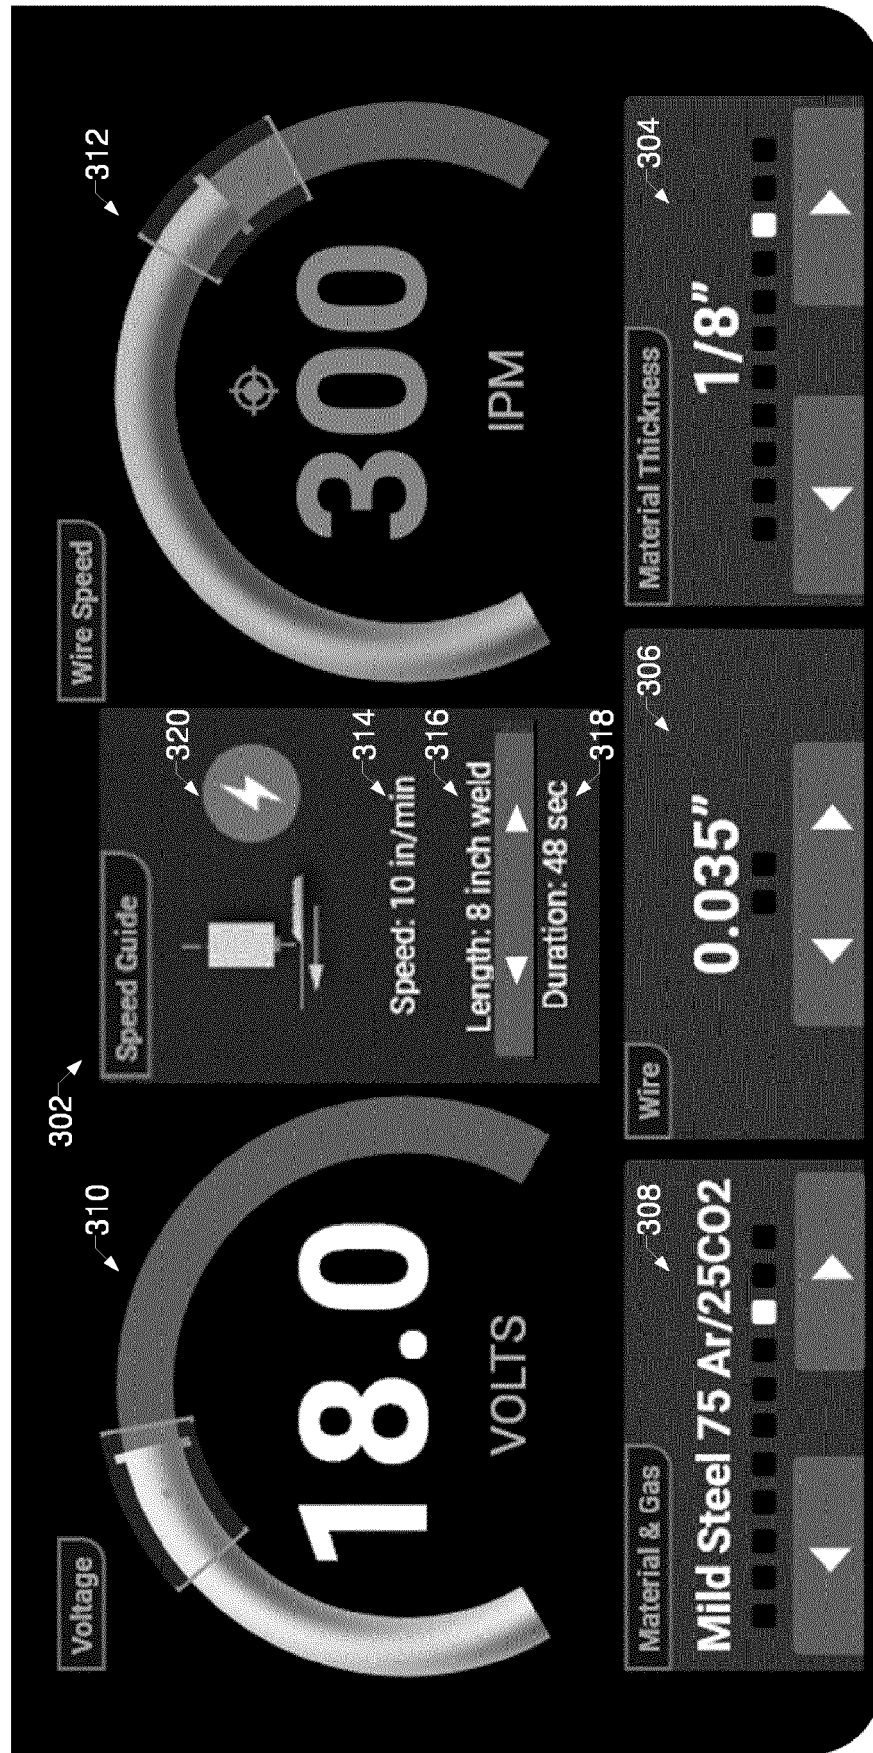 302
Voltage
310
18.0
VOLTS
Speed Guide
320
Speed: 10 in/min
314
Length: 8 inch weld
316
Duration: 48 sec
318
Wire Speed
312
300
IPM
Material & Gas
308
Mild Steel 75 Ar/25CO2
Wire
306
0.035”
Material Thickness
304
1/8”